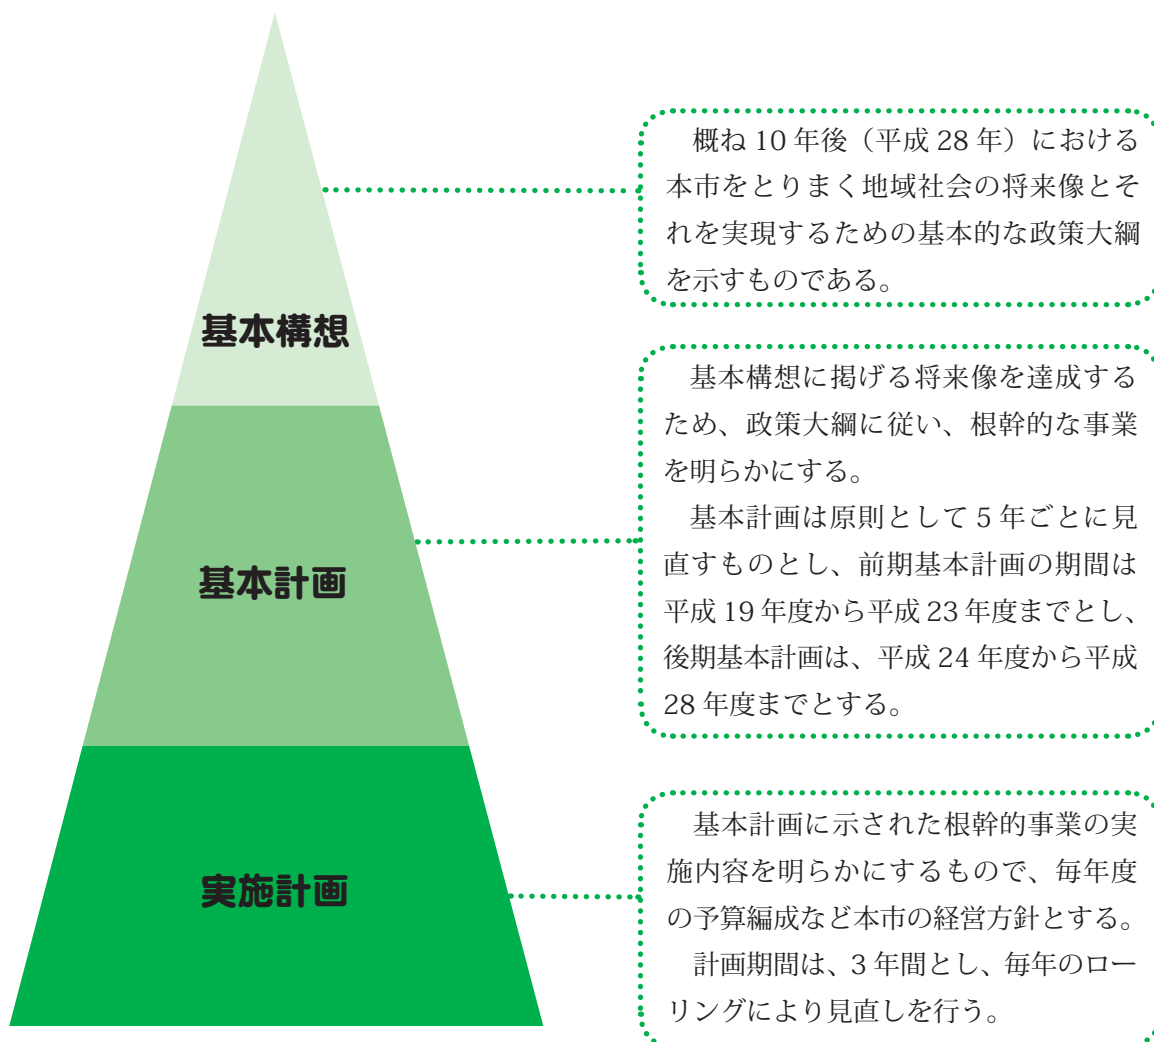 概ね 10 年後（平成 28 年）における
本市をとりまく地域社会の将来像とそ
れを実現するための基本的な政策大綱
を示すものである。
基本構想
基本構想に掲げる将来像を達成する
ため、政策大綱に従い、根幹的な事業
を明らかにする。
基本計画は原則として 5 年ごとに見
直すものとし、前期基本計画の期間は
平成 19 年度から平成 23 年度までとし、
後期基本計画は、平成 24 年度から平成
28 年度までとする。
基本計画
基本計画に示された根幹的事業の実
施内容を明らかにするもので、毎年度
の予算編成など本市の経営方針とする。
計画期間は、3 年間とし、毎年のロー
リングにより見直しを行う。
実施計画